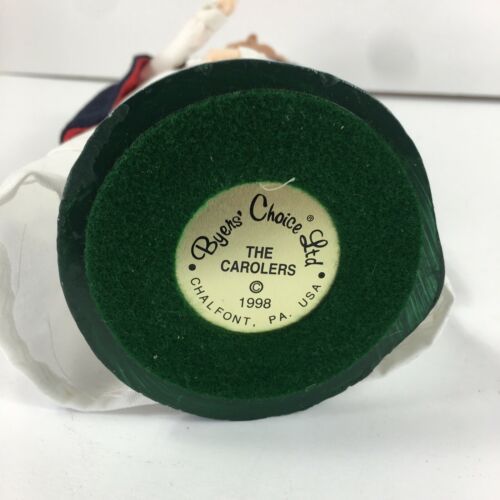 Byers' Choice® Ltd
THE
CAROLERS
©
1998
• CHALFONT, PA. USA •